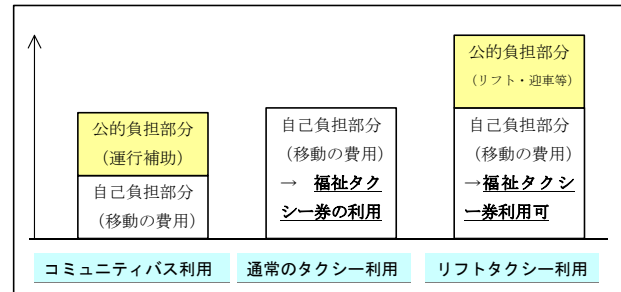 公的負担部分
（運行補助）
自己負担部分
（移動の費用）
コミュニティバス利用
自己負担部分
（移動の費用）
→　福祉タク
シー券の利用
通常のタクシー利用
公的負担部分
（リフト・迎車等）
自己負担部分
（移動の費用）
→福祉タクシ
ー券利用可
リフトタクシー利用